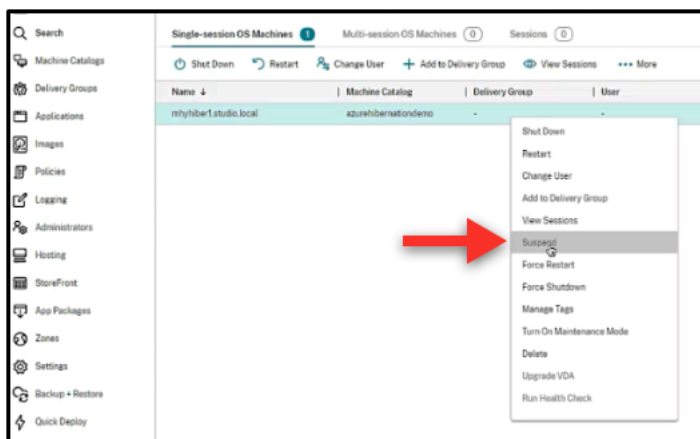 Search
Machine Catalogs
Delivery Groups
Applications
Images
Policies
Logging
Administrators
Hosting
StoreFront
App Packages
Zones
Settings
Backup + Restore
Quick Deploy
Single-session OS Machines 1 Multi-session OS Machines 0 Sessions 0
Shut Down Restart Change User Add to Delivery Group View Sessions More
Name ↓ Machine Catalog Delivery Group User
mhyhiber1.studio.local azurehibernationdemo - -
Shut Down
Restart
Change User
Add to Delivery Group
View Sessions
Suspend
Force Restart
Force Shutdown
Manage Tags
Turn On Maintenance Mode
Delete
Upgrade VDA
Run Health Check